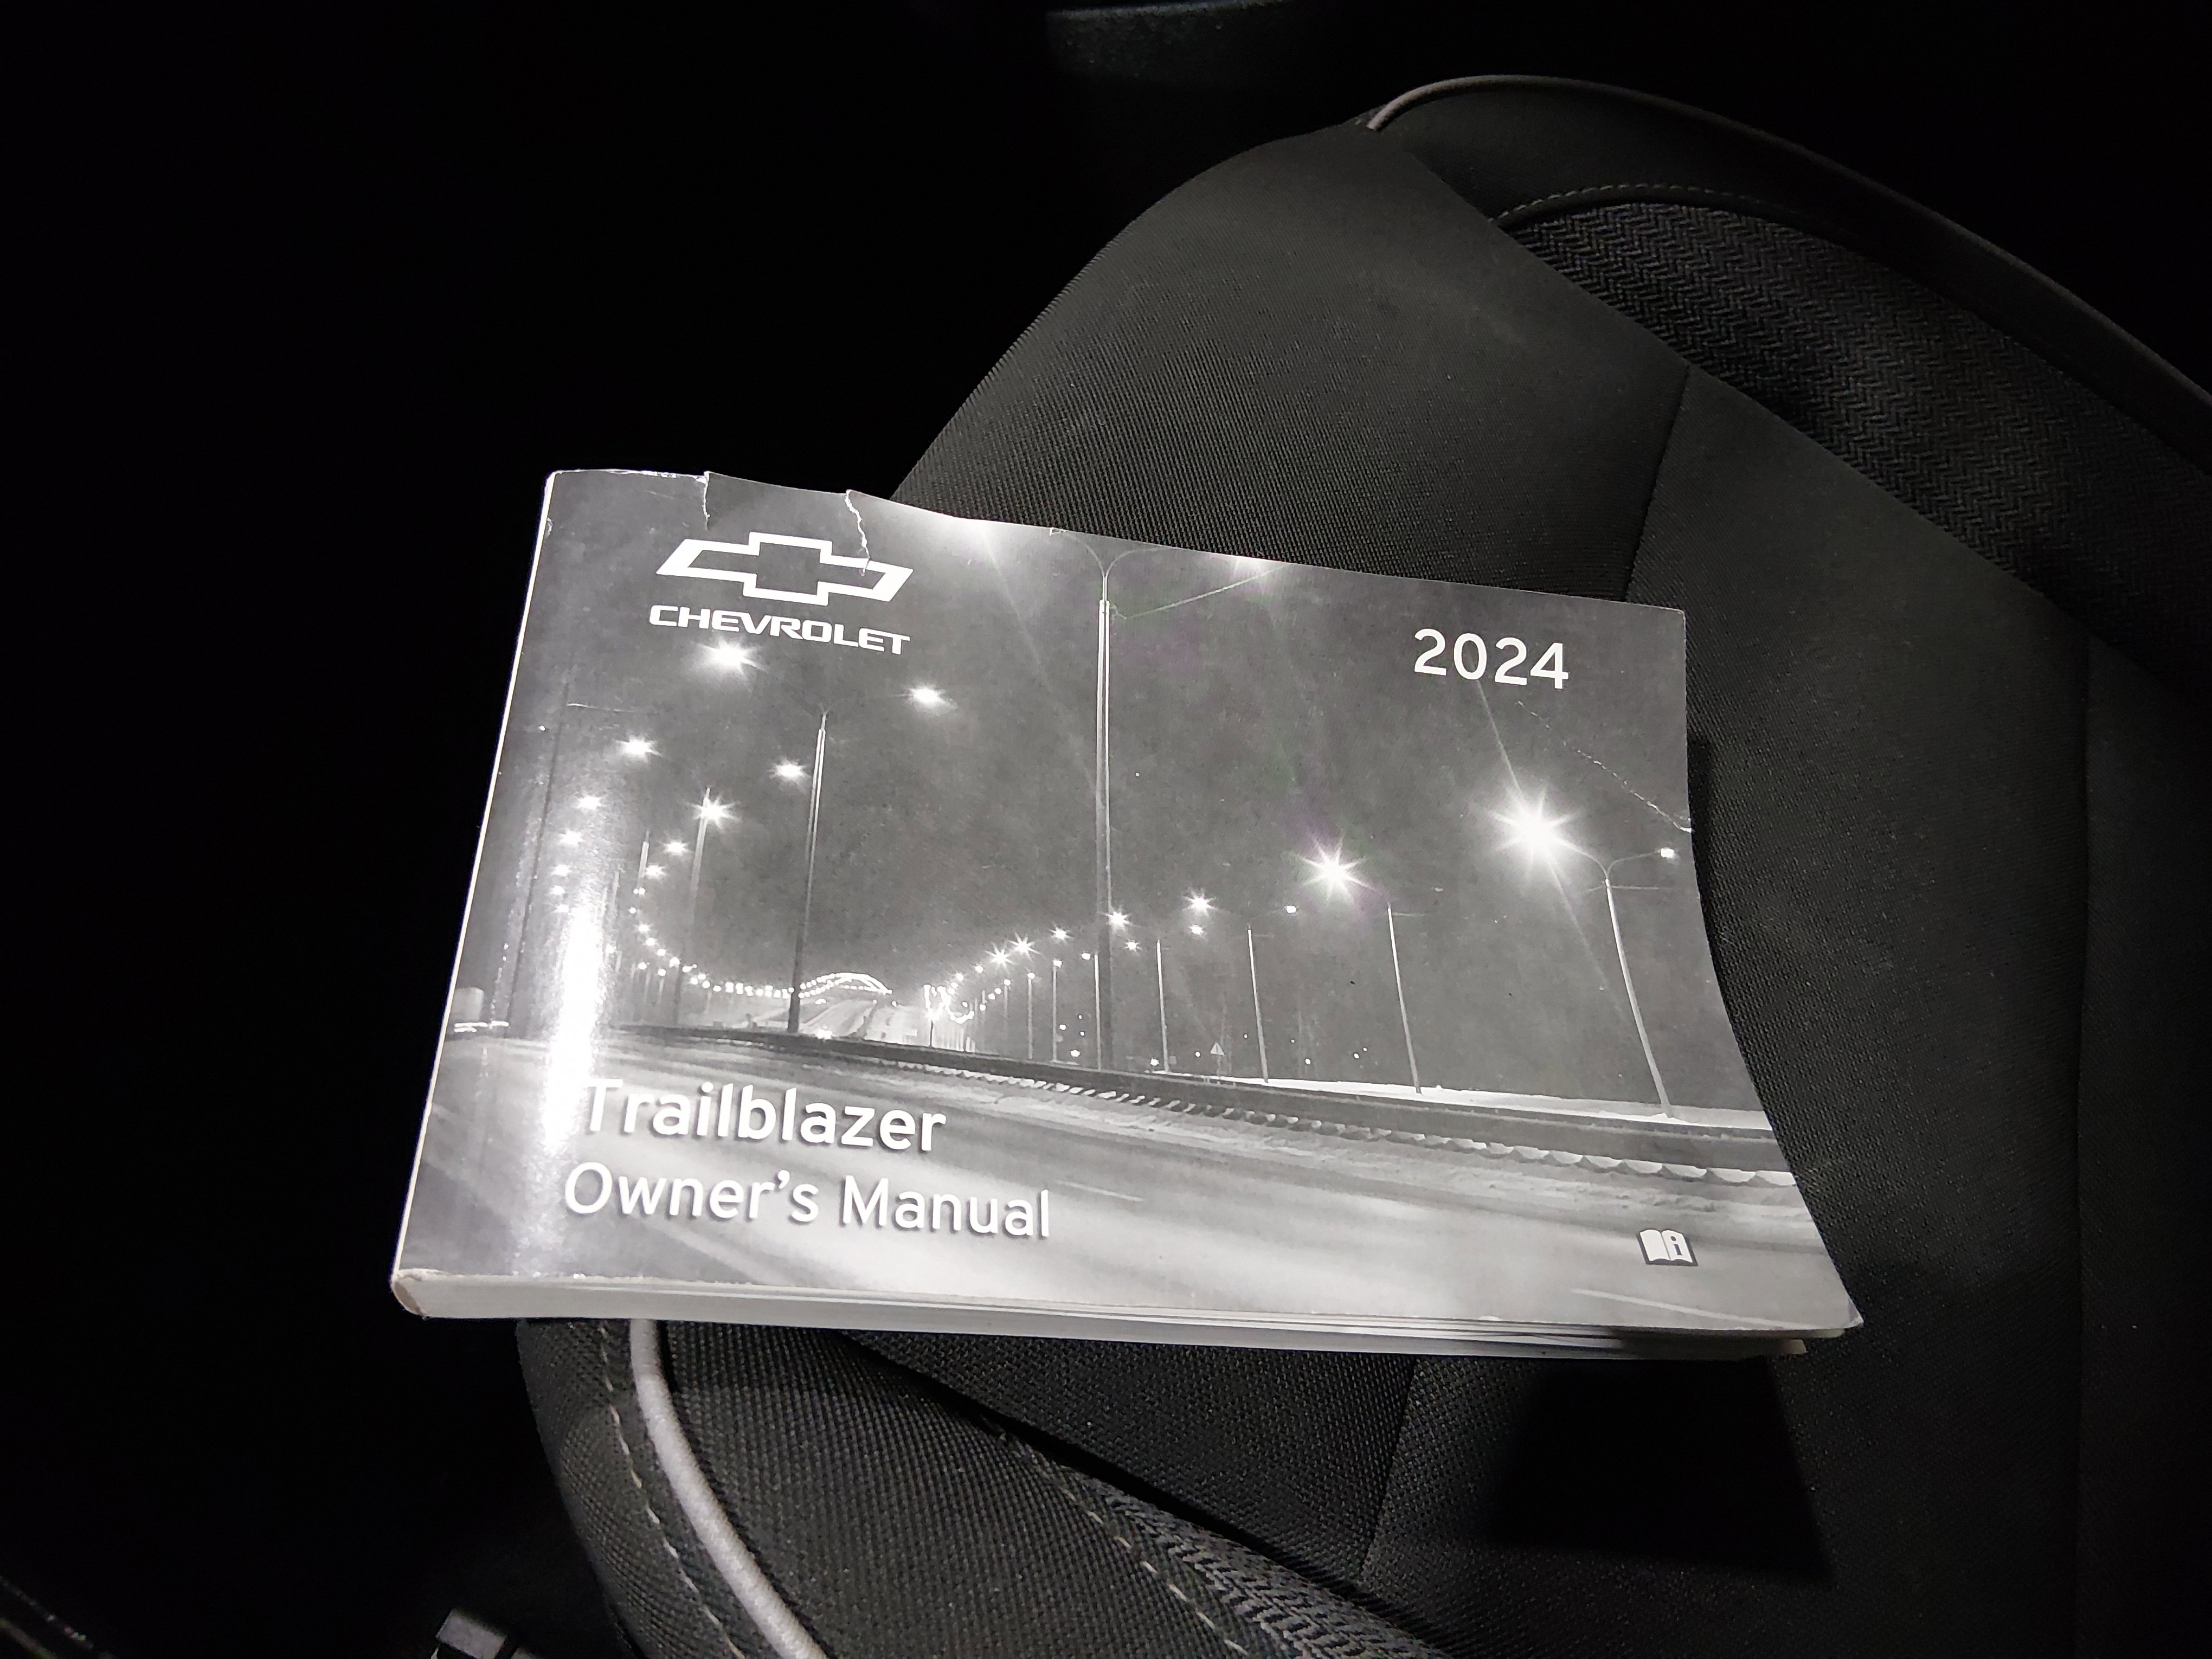 CHEVROLET
2024
Trailblazer
Owner's Manual